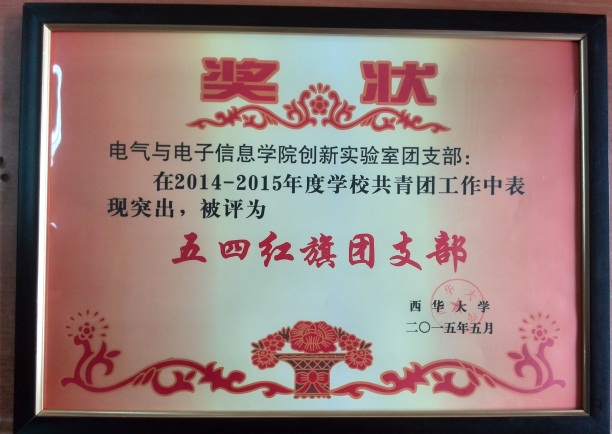 奖 状
电气与电子信息学院创新实验室团支部：
在2014-2015年度学校共青团工作中表
现突出，被评为
五四红旗团支部
西华大学
二〇一五年五月